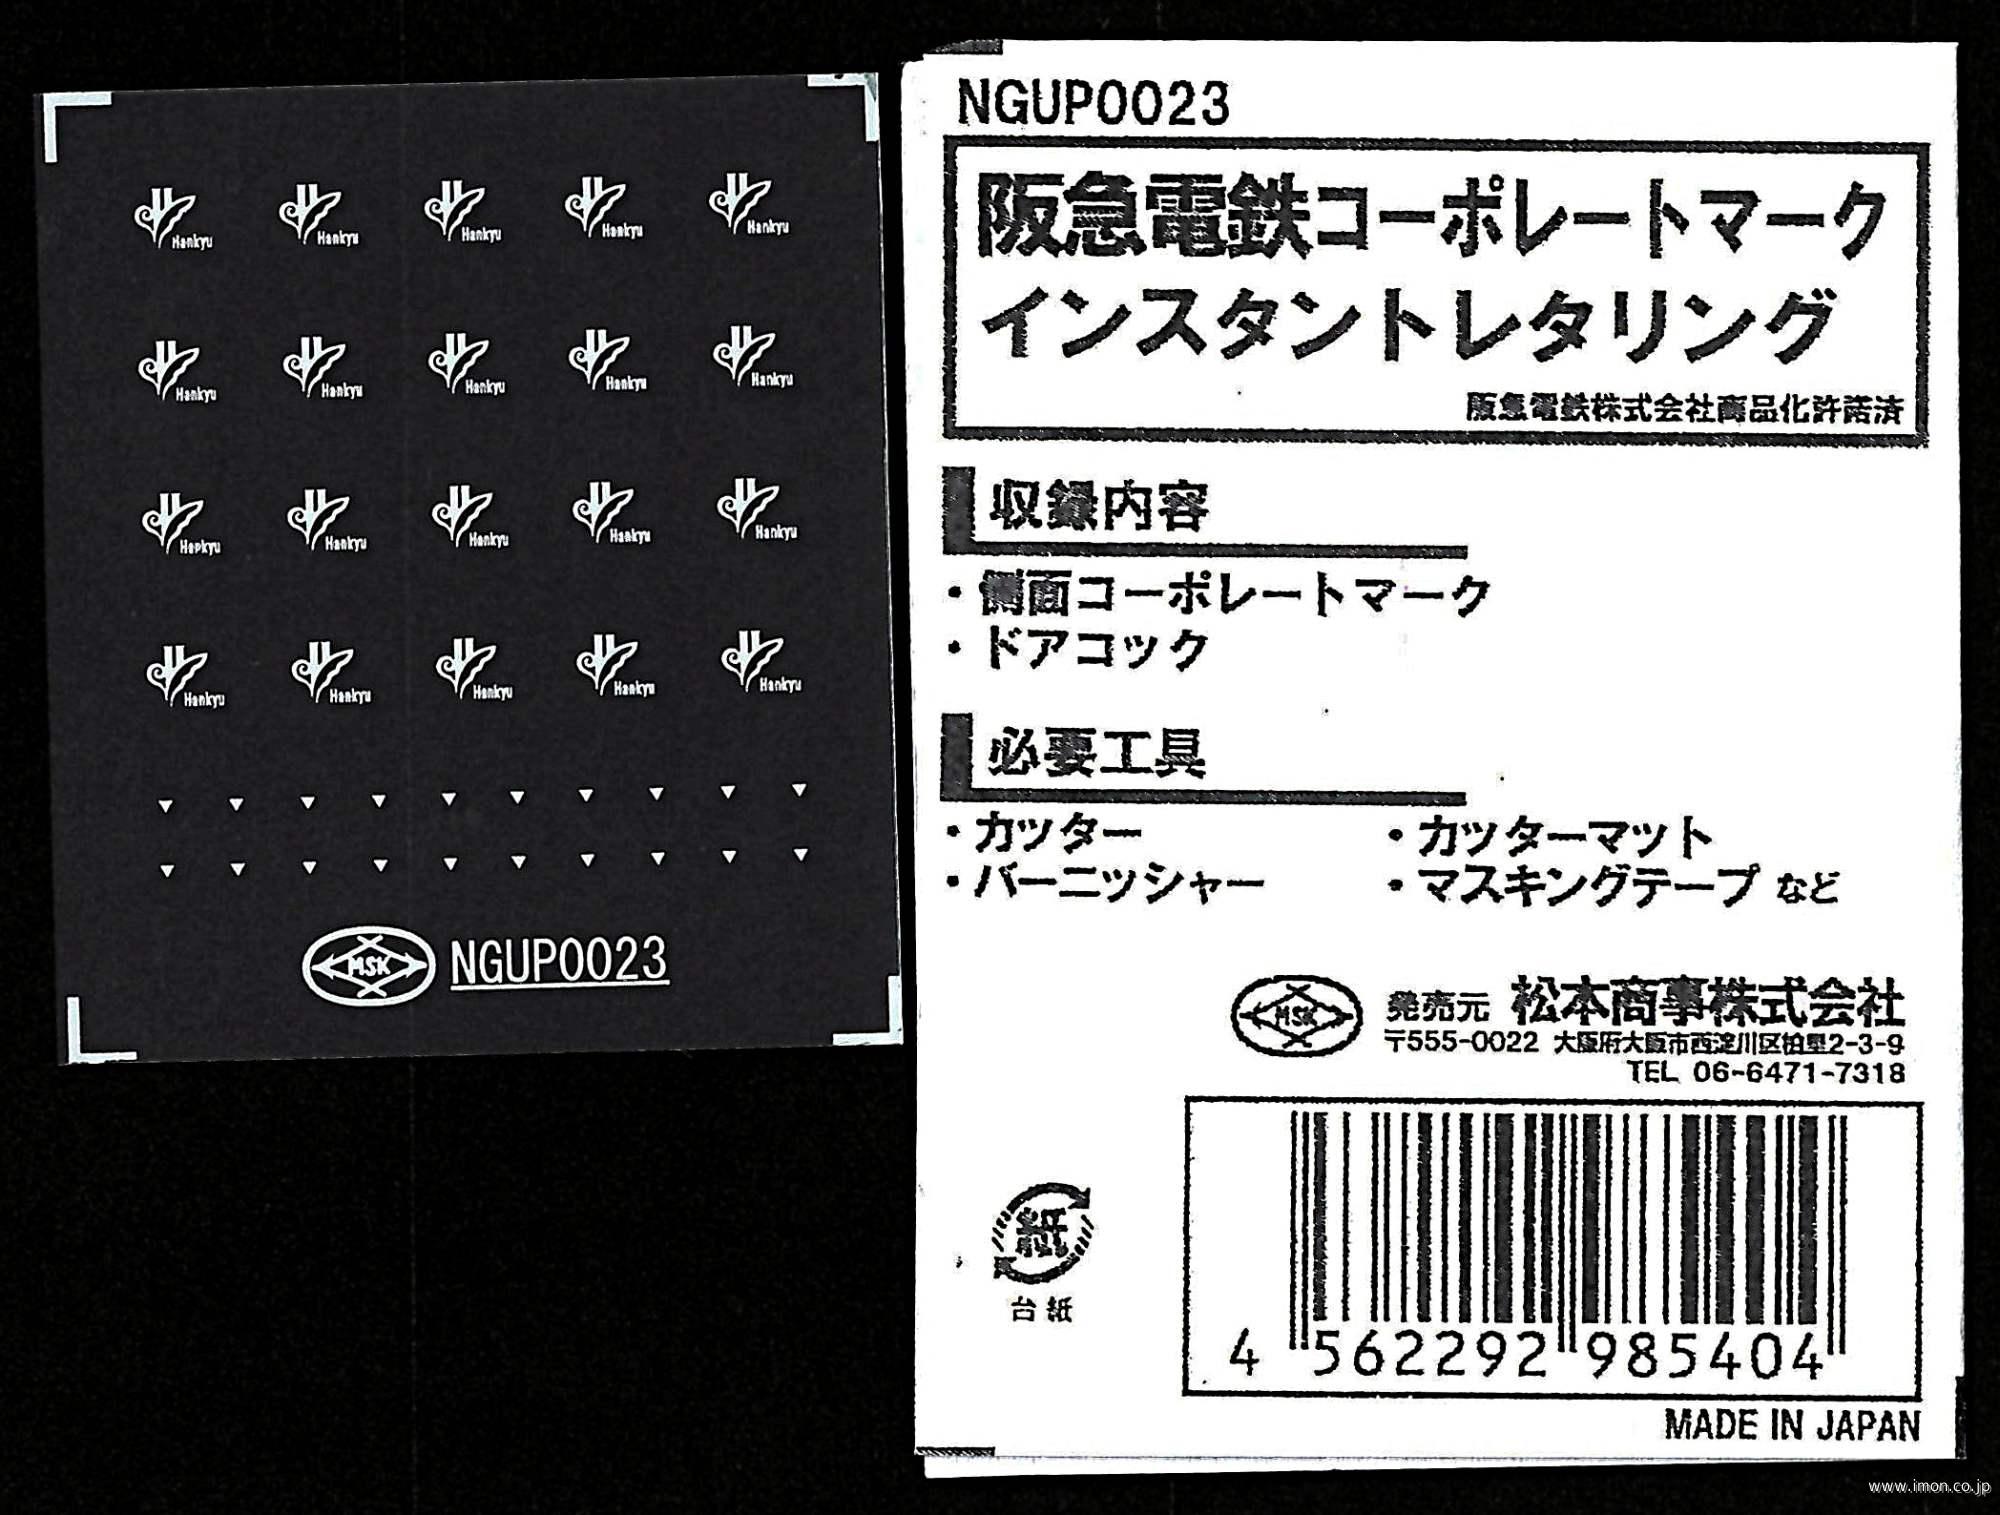 Hankyu Hankyu Hankyu Hankyu Hankyu
Hankyu Hankyu Hankyu Hankyu Hankyu
Hankyu Hankyu Hankyu Hankyu Hankyu
Hankyu Hankyu Hankyu Hankyu Hankyu
MSK NGUP0023
NGUP0023
阪急電鉄コーポレートマーク
インスタントレタリング
阪急電鉄株式会社商品化許諾済
収録内容
・側面コーポレートマーク
・ドアコック
必要工具
・カッター ・カッターマット
・バーニッシャー ・マスキングテープ など
MSK 発売元 松本商事株式会社
〒555-0022 大阪府大阪市西淀川区柏里2-3-9
TEL 06-6471-7318
紙
台紙
4 562292 985404
MADE IN JAPAN
www.imon.co.jp